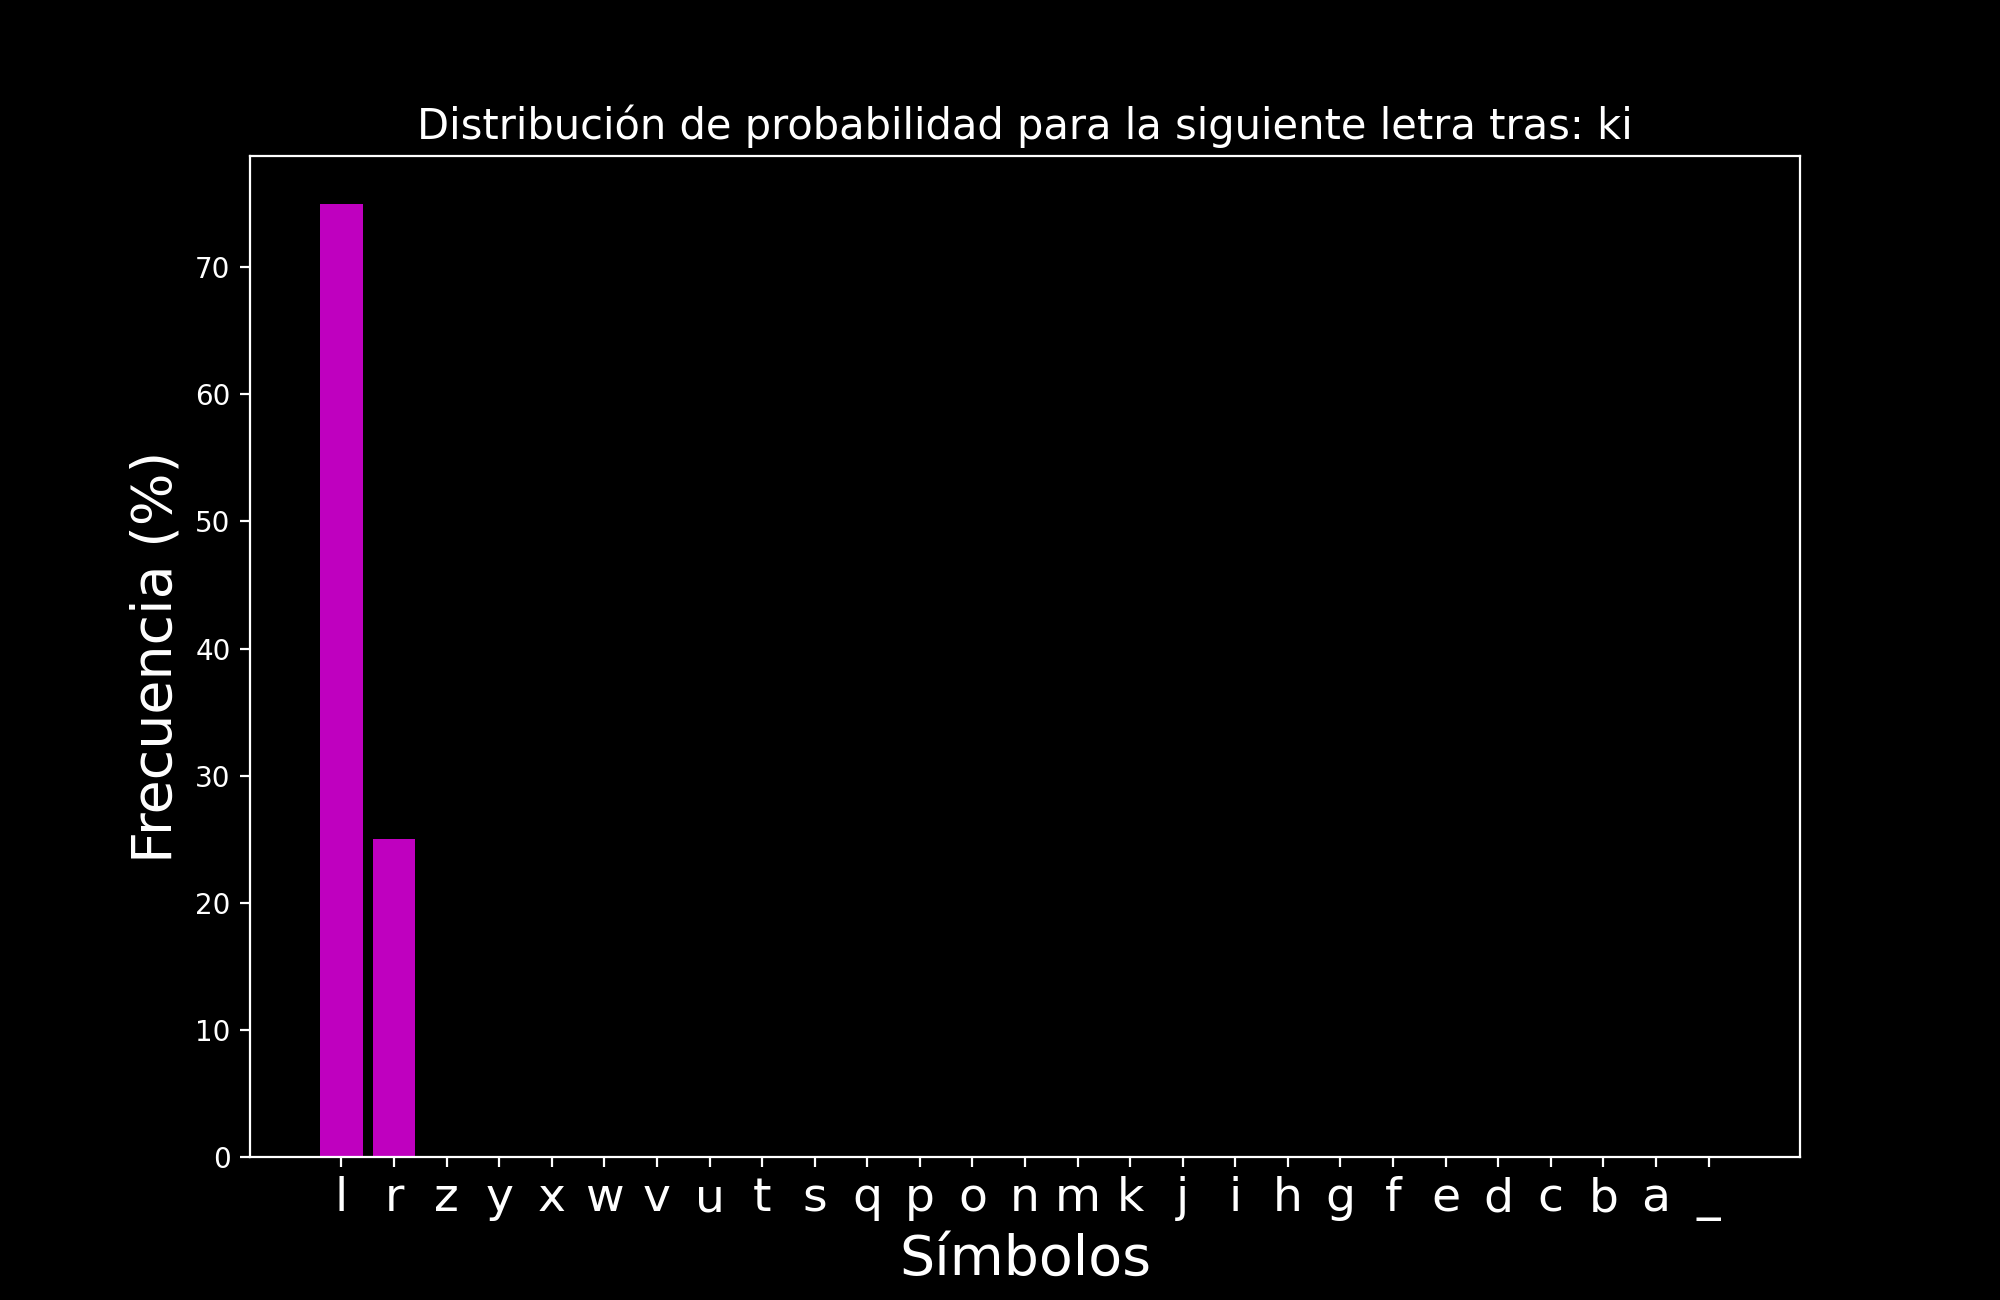 Distribución de probabilidad para la siguiente letra tras: ki
Frecuencia (%)
70
60
50
40
30
20
10
0
l r z y x w v u t s q p o n m k j i h g f e d c b a _
Símbolos